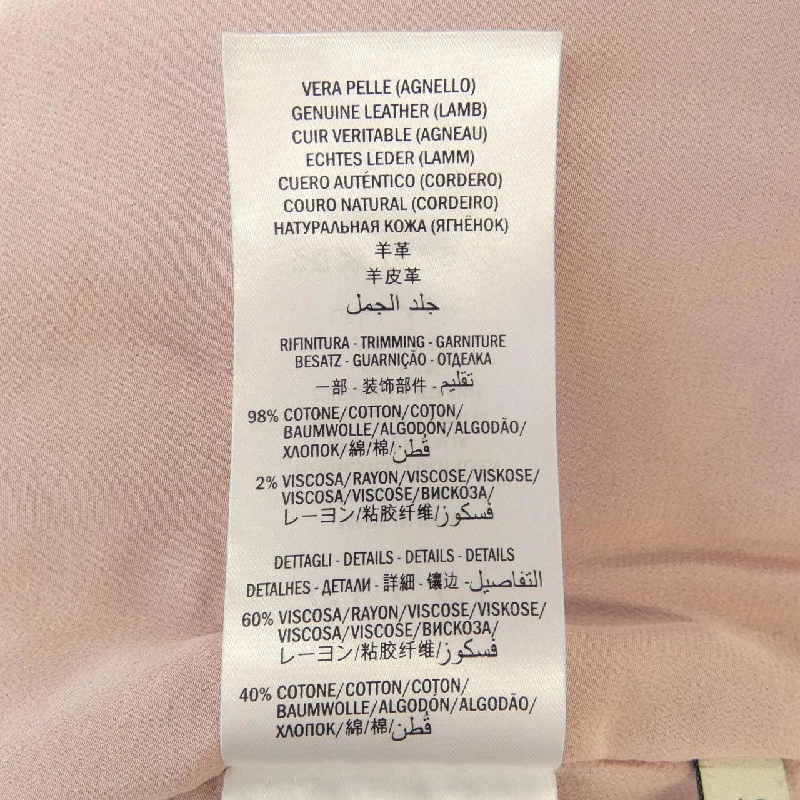 VERA PELLE (AGNELLO)
GENUINE LEATHER (LAMB)
CUIR VERITABLE (AGNEAU)
ECHTES LEDER (LAMM)
CUERO AUTÉNTICO (CORDERO)
COURO NATURAL (CORDEIRO)
НАТУРАЛЬНАЯ КОЖА (ЯГНЁНОК)
羊革
羊皮革
جلد الجمل
RIFINITURA - TRIMMING - GARNITURE
BESATZ - GUARNIÇÃO - ОТДЕЛКА
一部 - 装饰部件 - تقليم
98% COTONE/COTTON/COTON/
BAUMWOLLE/ALGODÓN/ALGODÃO/
ХЛОПОК/綿/棉/قُطن
2% VISCOSA/RAYON/VISCOSE/VISKOSE/
VISCOSA/VISCOSE/ВИСКОЗА/
レーヨン/粘胶纤维/فسكوز
DETTAGLI - DETAILS - DETAILS - DETAILS
DETALHES - ДЕТАЛИ - 詳細 - 镶边 - التفاصيل
60% VISCOSA/RAYON/VISCOSE/VISKOSE/
VISCOSA/VISCOSE/ВИСКОЗА/
レーヨン/粘胶纤维/فسكوز
40% COTONE/COTTON/COTON/
BAUMWOLLE/ALGODÓN/ALGODÃO/
ХЛОПОК/綿/棉/قُطن